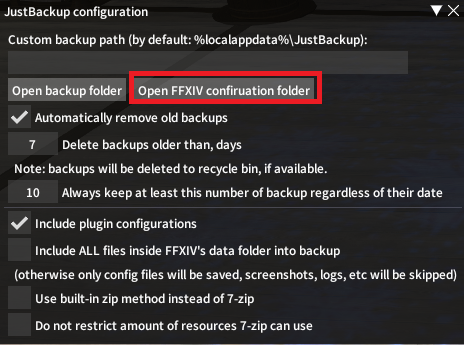 JustBackup configuration
Custom backup path (by default: %localappdata%\JustBackup):
Open backup folder Open FFXIV confiruation folder
Automatically remove old backups
7 Delete backups older than, days
Note: backups will be deleted to recycle bin, if available.
10 Always keep at least this number of backup regardless of their date
Include plugin configurations
Include ALL files inside FFXIV's data folder into backup
(otherwise only config files will be saved, screenshots, logs, etc will be skipped)
Use built-in zip method instead of 7-zip
Do not restrict amount of resources 7-zip can use